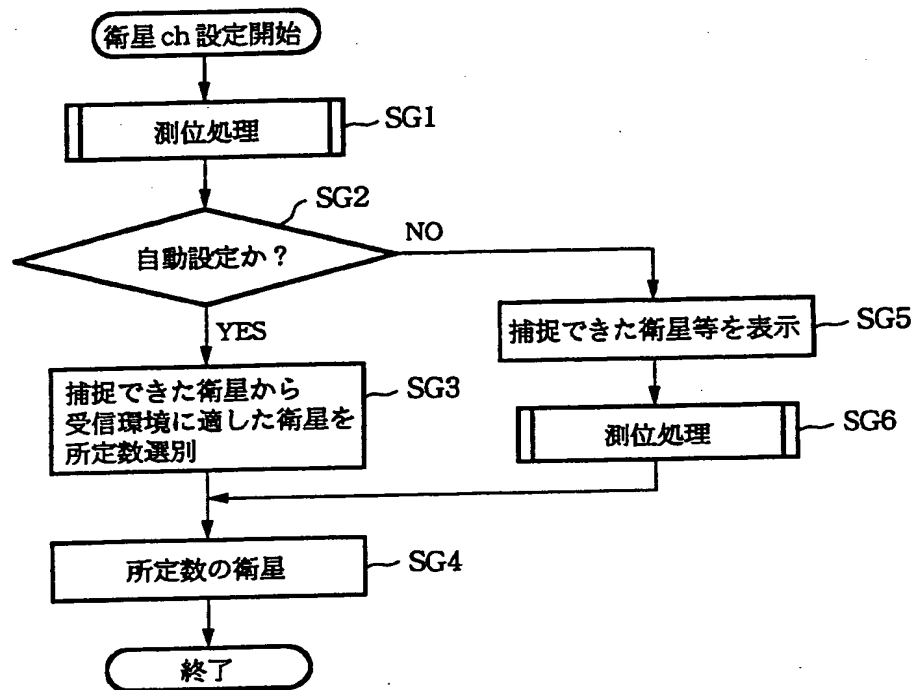 衛星ch設定開始
測位処理
SG1
SG2
自動設定か？
NO
YES
捕捉できた衛星等を表示
SG5
捕捉できた衛星から
受信環境に適した衛星を
所定数選別
SG3
測位処理
SG6
所定数の衛星
SG4
終了